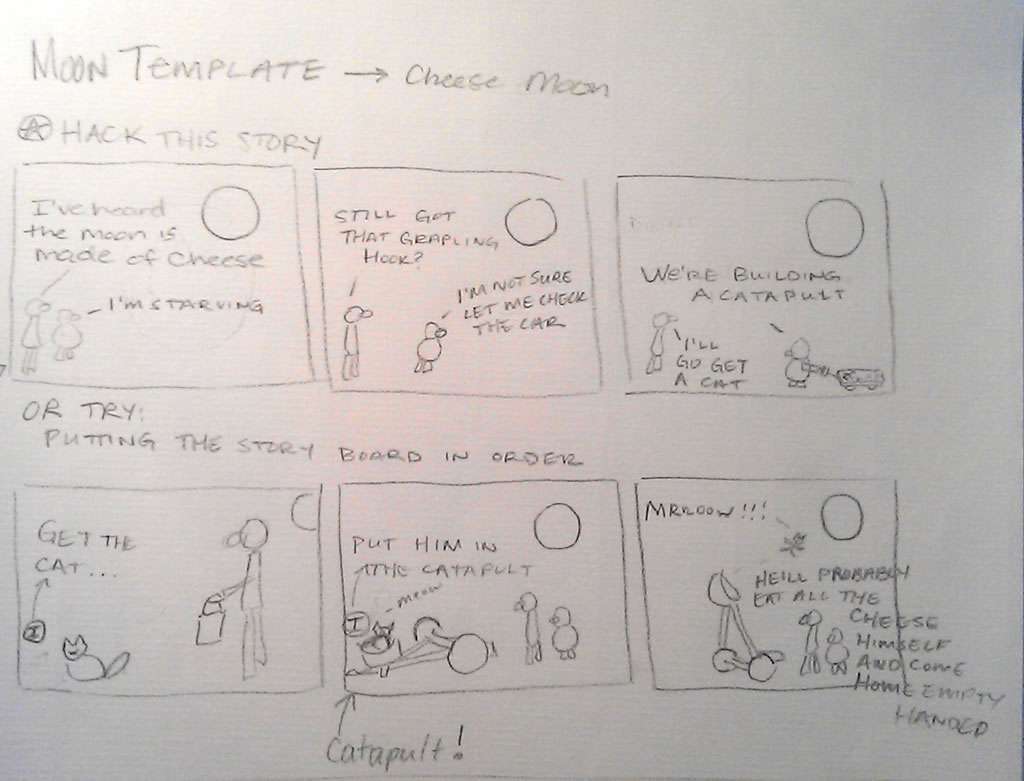 MOON TEMPLATE → Cheese Moon
Ⓐ HACK THIS STORY
I've heard
the moon is
made of cheese
I'M STARVING
STILL GOT
THAT GRAPLING
HOOK?
I'M NOT SURE
LET ME CHECK
THE CAR
WE'RE BUILDING
A CATAPULT
I'LL
GO GET
A CAT
OR TRY:
PUTTING THE STORY BOARD IN ORDER
GET THE
CAT...
I
PUT HIM IN
THE CATAPULT
I
meow
MRROOW!!!
HE'LL PROBABLY
EAT ALL THE
CHEESE
HIMSELF
AND COME
HOME EMPTY
HANDED
Catapult!